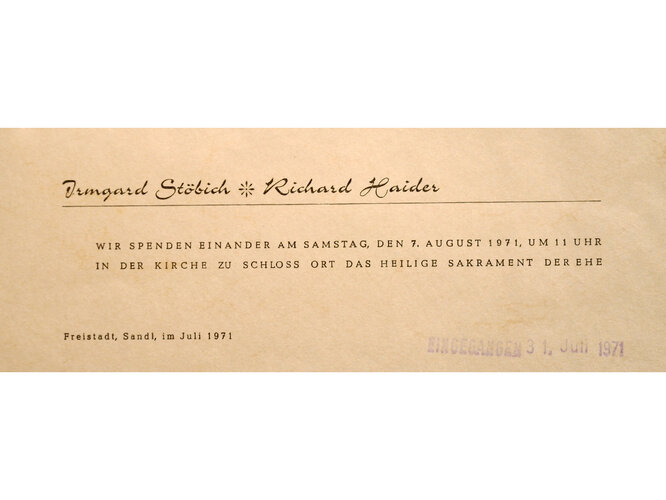 Irmgard Stöbich ✻ Richard Haider
WIR SPENDEN EINANDER AM SAMSTAG, DEN 7. AUGUST 1971, UM 11 UHR
IN DER KIRCHE ZU SCHLOSS ORT DAS HEILIGE SAKRAMENT DER EHE
Freistadt, Sandl, im Juli 1971
EINGEGANGEN 31. Juli 1971